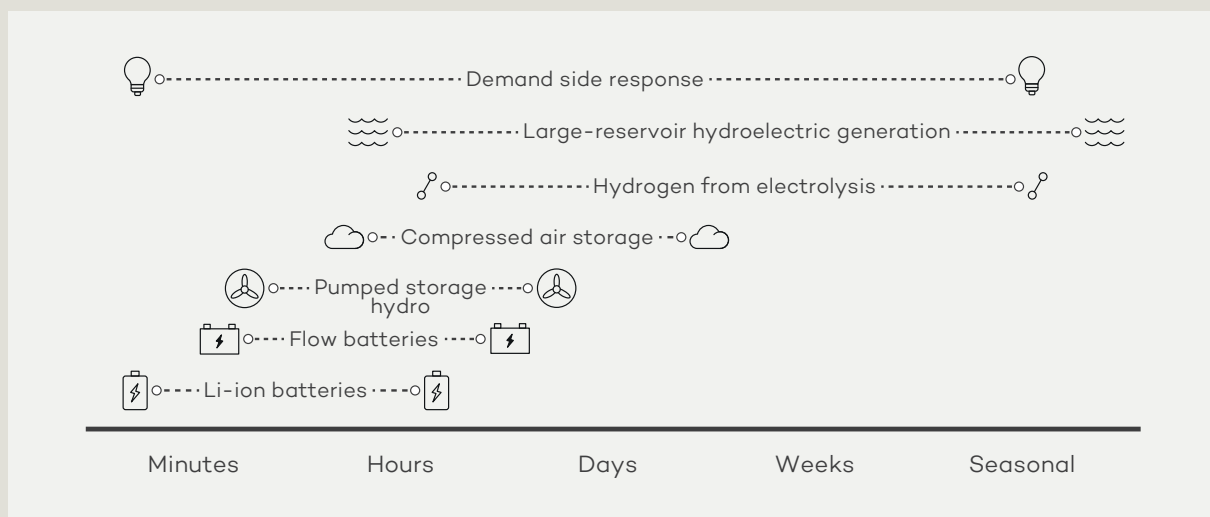 Demand side response
Large-reservoir hydroelectric generation
Hydrogen from electrolysis
Compressed air storage
Pumped storage
hydro
Flow batteries
Li-ion batteries
Minutes Hours Days Weeks Seasonal